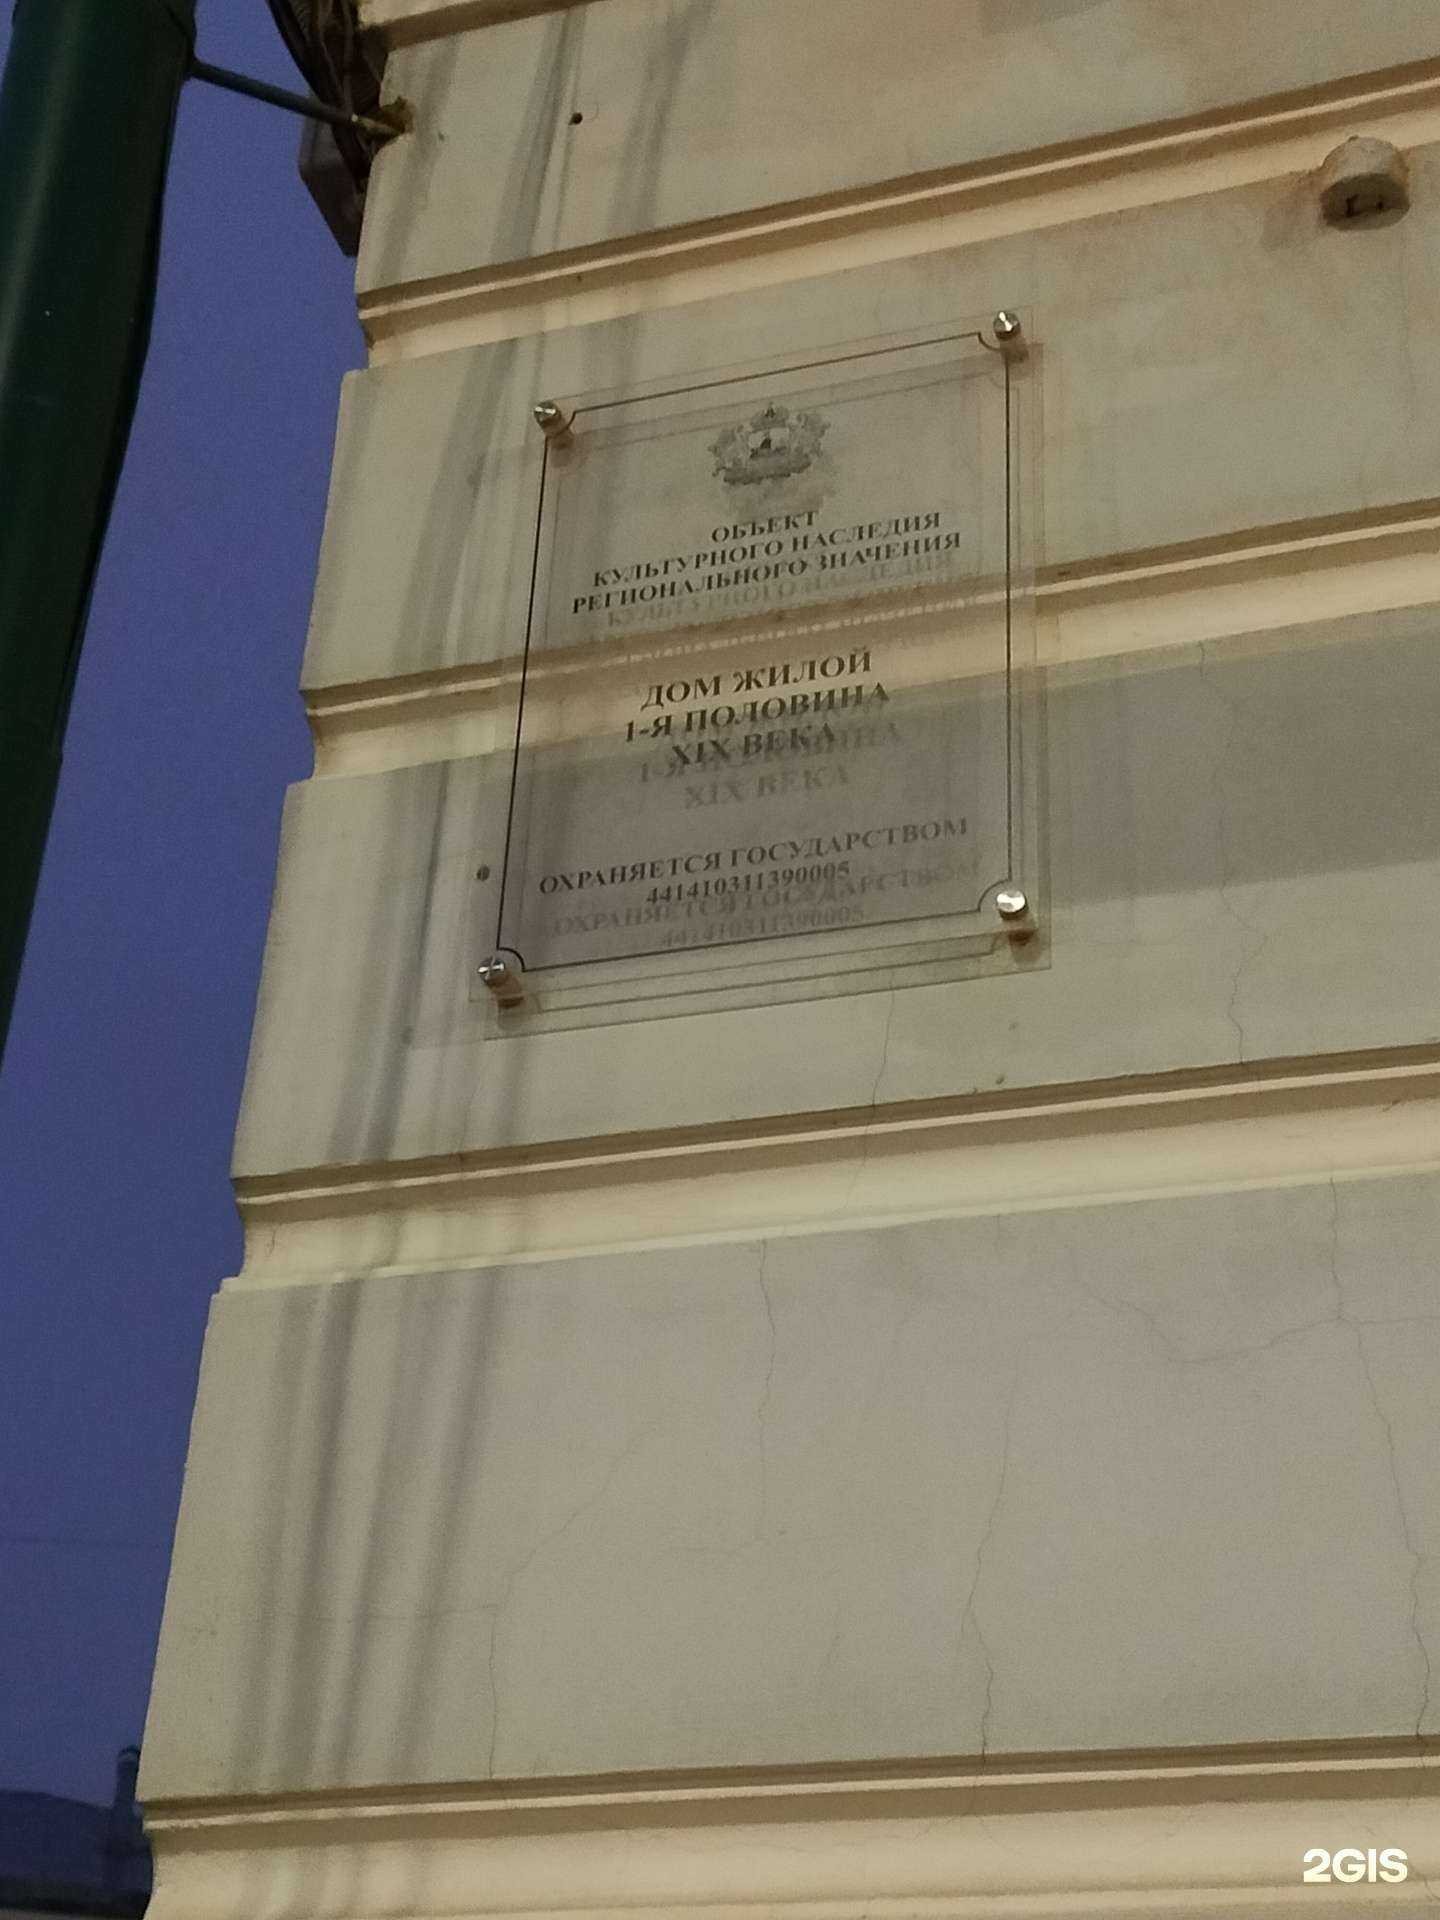 ОБЪЕКТ
КУЛЬТУРНОГО НАСЛЕДИЯ
РЕГИОНАЛЬНОГО ЗНАЧЕНИЯ
ДОМ ЖИЛОЙ
1-Я ПОЛОВИНА
XIX ВЕКА
ОХРАНЯЕТСЯ ГОСУДАРСТВОМ
441410311390005
2GIS